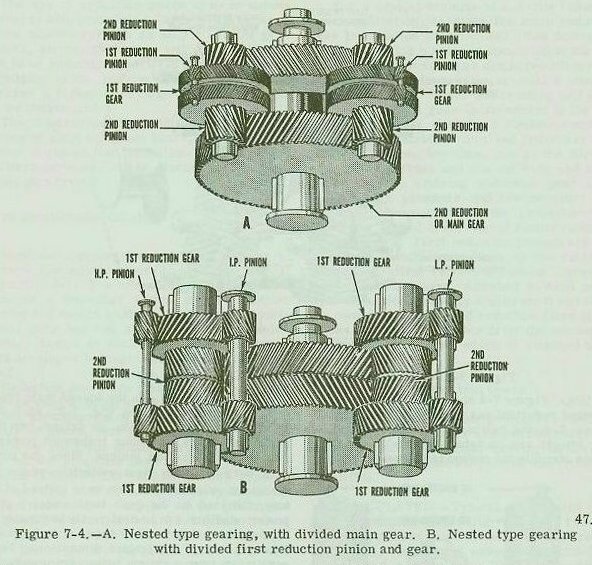 2ND REDUCTION
PINION
1ST REDUCTION
PINION
1ST REDUCTION
GEAR
2ND REDUCTION
PINION
2ND REDUCTION
PINION
1ST REDUCTION
PINION
1ST REDUCTION
GEAR
2ND REDUCTION
PINION
2ND REDUCTION
OR MAIN GEAR
A
1ST REDUCTION GEAR
H.P. PINION
I.P. PINION
1ST REDUCTION GEAR
L.P. PINION
2ND
REDUCTION
PINION
2ND
REDUCTION
PINION
1ST REDUCTION GEAR
B
1ST REDUCTION GEAR
47.
Figure 7-4.—A. Nested type gearing, with divided main gear. B. Nested type gearing
with divided first reduction pinion and gear.